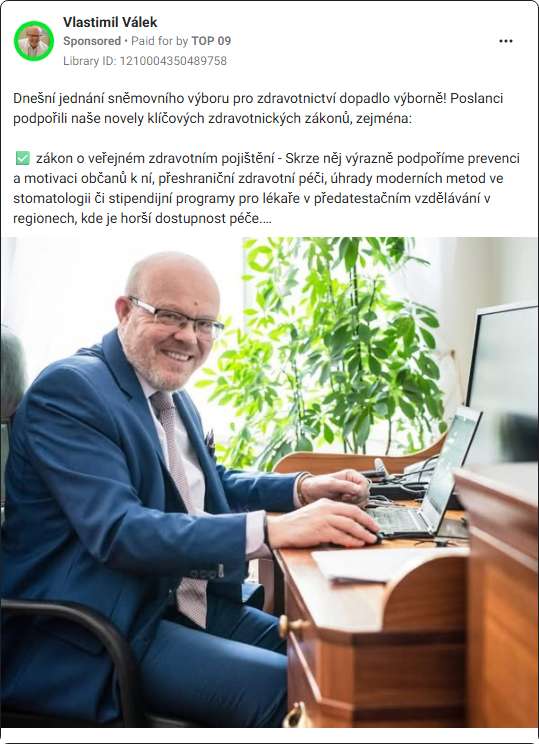 Vlastimil Válek
Sponsored • Paid for by TOP 09
Library ID: 1210004350489758
Dnešní jednání sněmovního výboru pro zdravotnictví dopadlo výborně! Poslanci
podpořili naše novely klíčových zdravotnických zákonů, zejména:
✅ zákon o veřejném zdravotním pojištění - Skrze něj výrazně podpoříme prevenci
a motivaci občanů k ní, přeshraniční zdravotní péči, úhrady moderních metod ve
stomatologii či stipendijní programy pro lékaře v předatestačním vzdělávání v
regionech, kde je horší dostupnost péče....